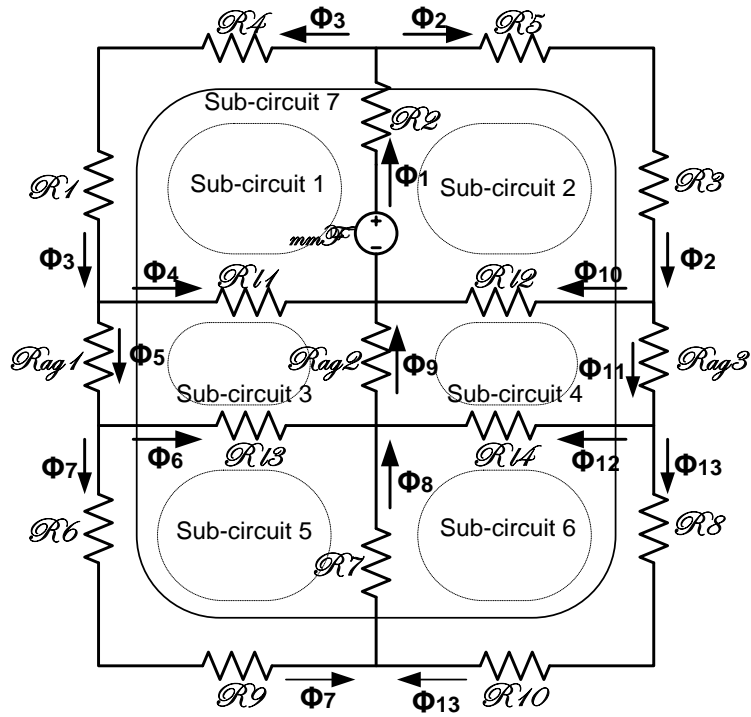 Φ3 Φ2
ℛ4 ℛ5
Sub-circuit 7
ℛ2
Sub-circuit 1 Φ1 Sub-circuit 2
ℛ1 ℛ3
+
mmℱ
−
Φ3 Φ4 Φ10 Φ2
ℛl1 ℛl2
ℛag1 Φ5 ℛag2 Φ9 Φ11 ℛag3
Sub-circuit 3 Sub-circuit 4
Φ7 Φ6 ℛl3 ℛl4 Φ12 Φ13
Φ8
ℛ6 Sub-circuit 5 Sub-circuit 6 ℛ8
ℛ7
ℛ9 Φ7 Φ13 ℛ10